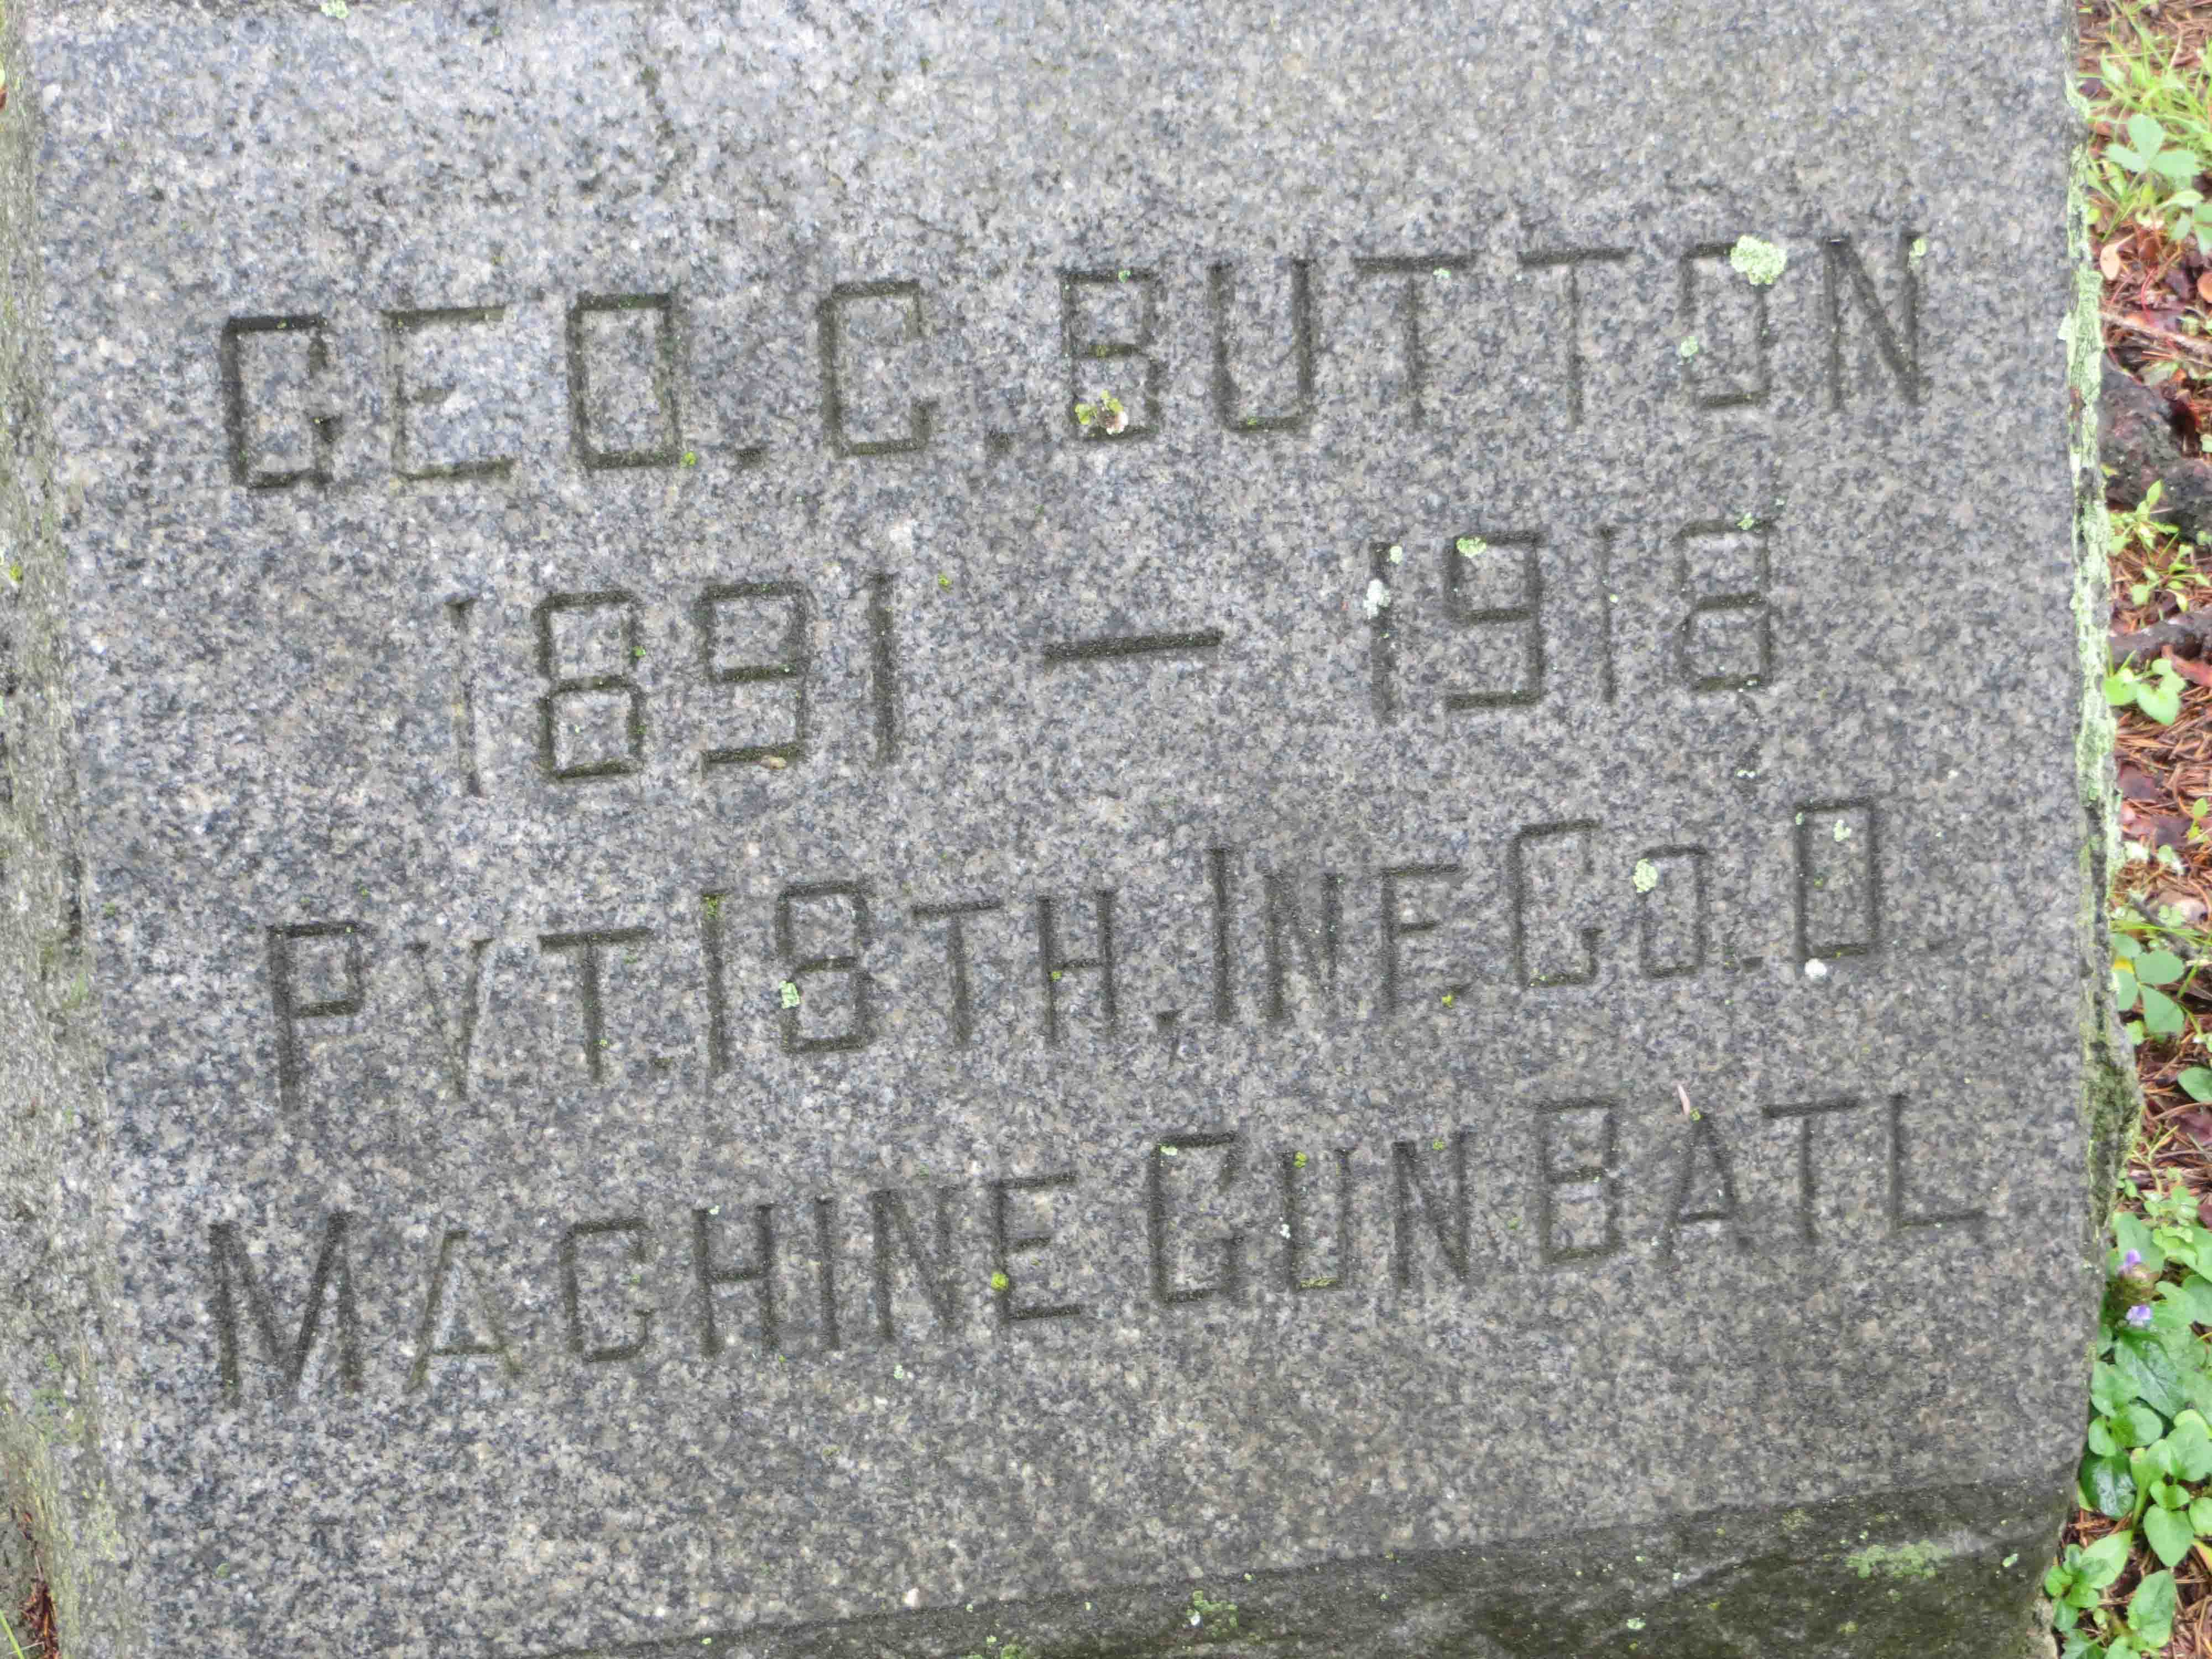 GEO. C. BUTTON
1891 — 1918
PVT. 18TH, INF. CO. D
MACHINE GUN BATL